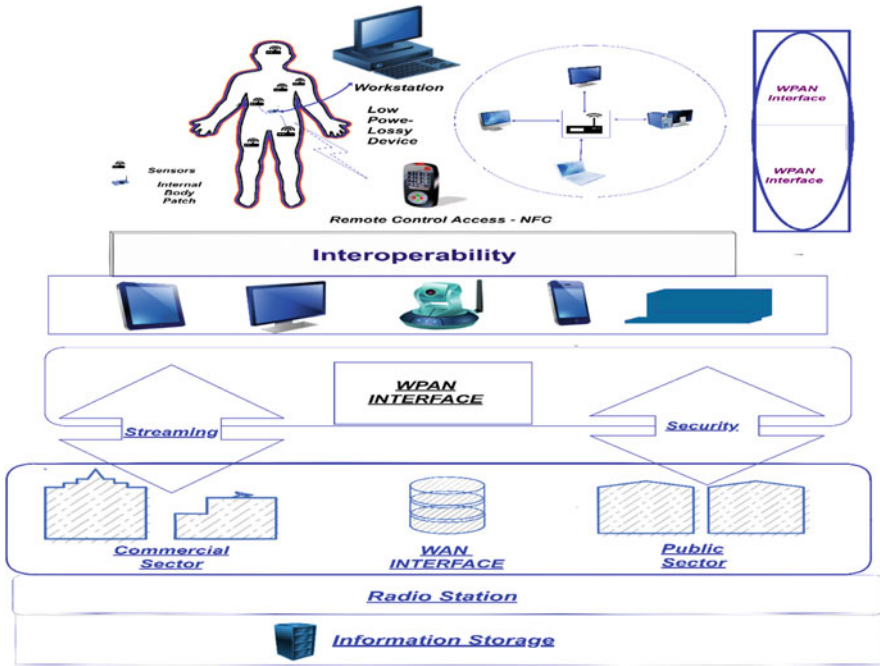 Workstation
Low
Powe-
Lossy
Device
Sensors
Internal
Body
Patch
Remote Control Access - NFC
WPAN
Interface
WPAN
Interface
Interoperability
WPAN
INTERFACE
Streaming
Security
Commercial
Sector
WAN
INTERFACE
Public
Sector
Radio Station
Information Storage